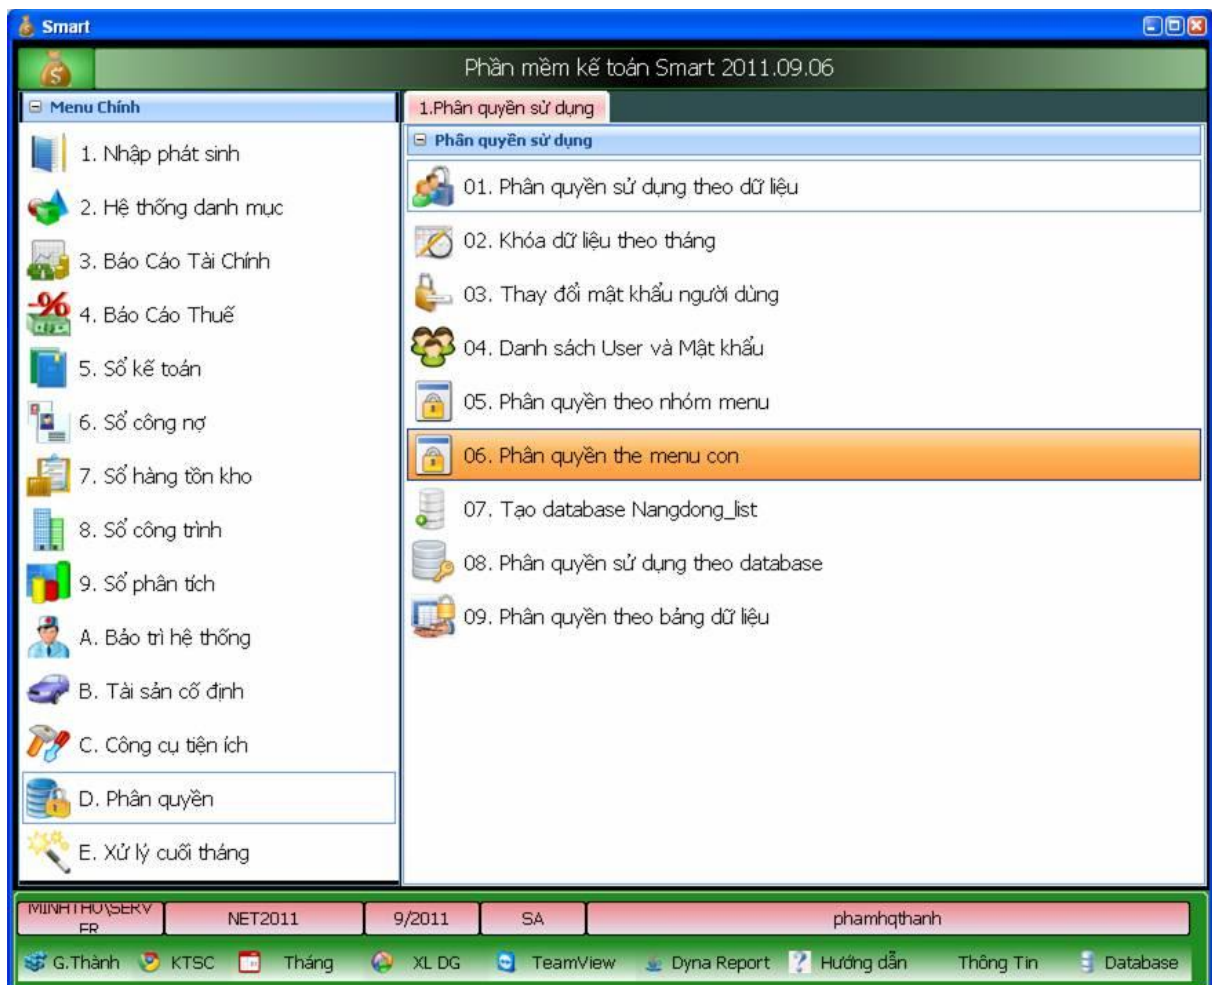 Smart
Phần mềm kế toán Smart 2011.09.06
Menu Chính
1. Nhập phát sinh
2. Hệ thống danh mục
3. Báo Cáo Tài Chính
4. Báo Cáo Thuế
5. Sổ kế toán
6. Sổ công nợ
7. Sổ hàng tồn kho
8. Sổ công trình
9. Sổ phân tích
A. Bảo trì hệ thống
B. Tài sản cố định
C. Công cụ tiện ích
D. Phân quyền
E. Xử lý cuối tháng
1.Phân quyền sử dụng
Phân quyền sử dụng
01. Phân quyền sử dụng theo dữ liệu
02. Khóa dữ liệu theo tháng
03. Thay đổi mật khẩu người dùng
04. Danh sách User và Mật khẩu
05. Phân quyền theo nhóm menu
06. Phân quyền the menu con
07. Tạo database Nangdong_list
08. Phân quyền sử dụng theo database
09. Phân quyền theo bảng dữ liệu
MINHTHU\SERV
ER
NET2011
9/2011
SA
phamhqthanh
G.Thành KTSC Tháng XL DG TeamView Dyna Report Hướng dẫn Thông Tin Database